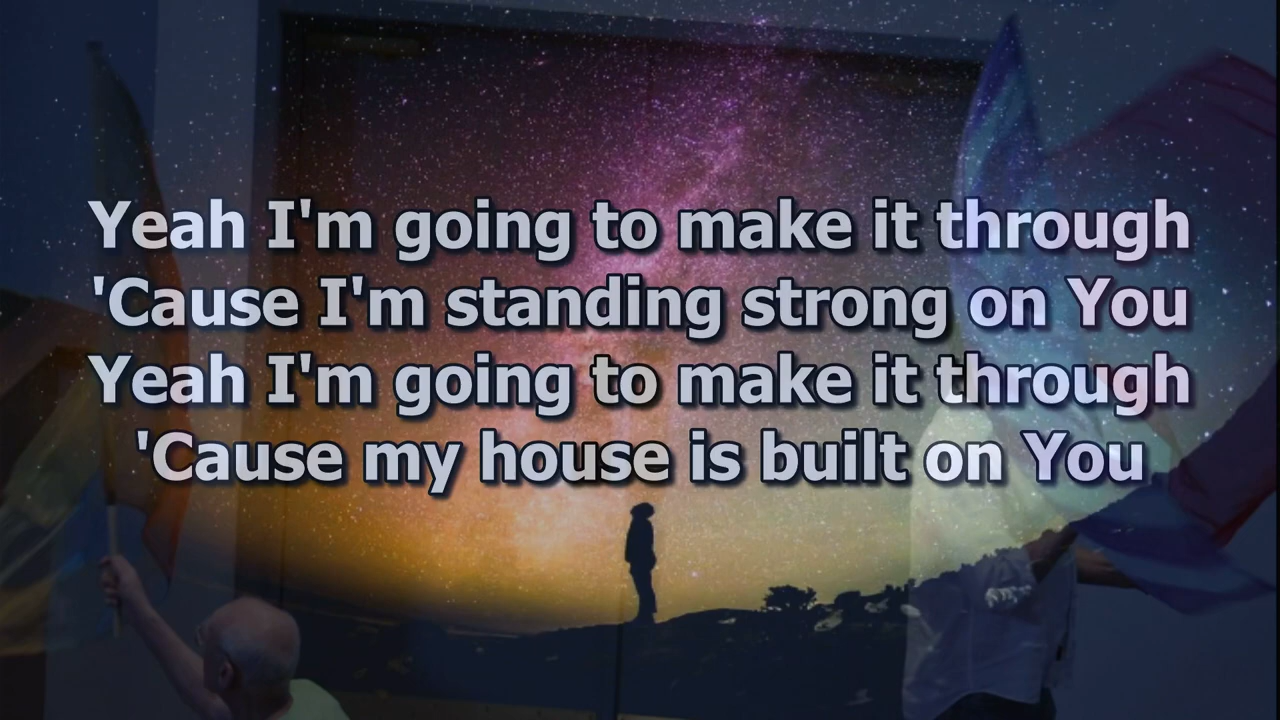 Yeah I'm going to make it through
'Cause I'm standing strong on You
Yeah I'm going to make it through
'Cause my house is built on You